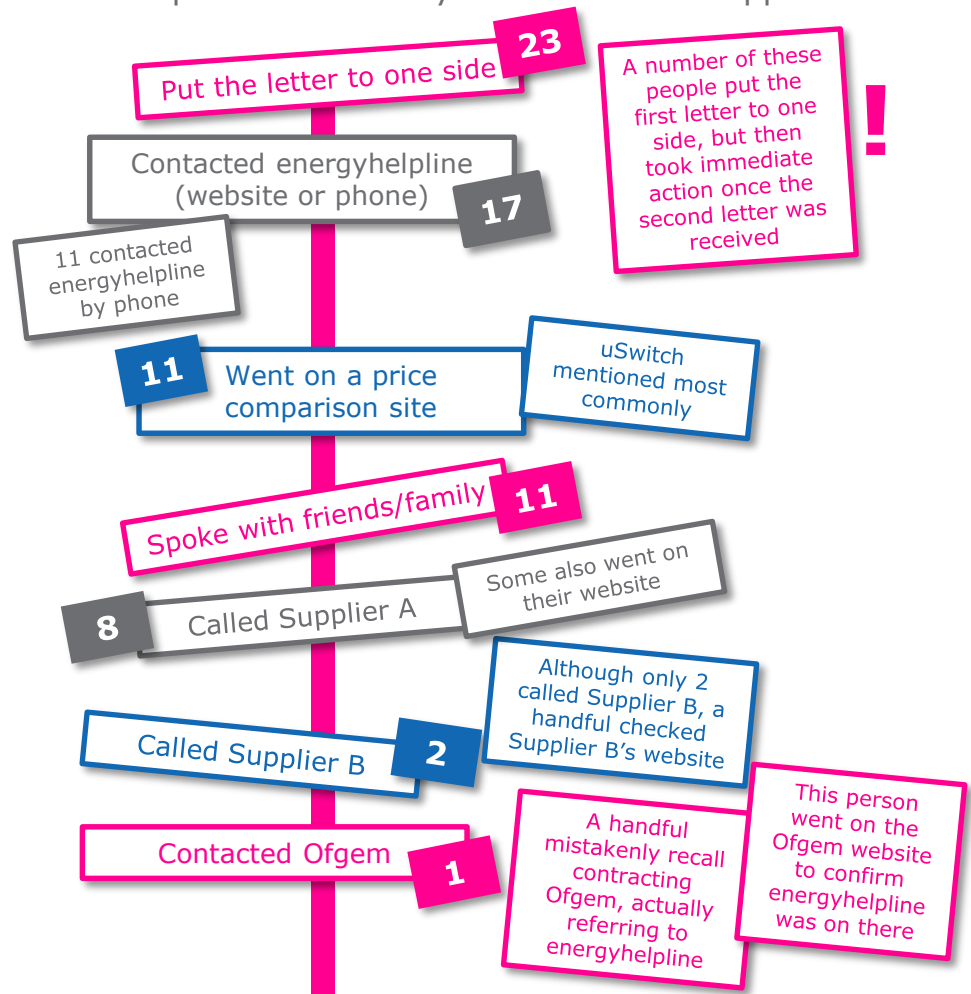 Put the letter to one side
23
A number of these
people put the
first letter to one
side, but then
took immediate
action once the
second letter was
received
!
Contacted energyhelpline
(website or phone)
17
11 contacted
energyhelpline
by phone
11
Went on a price
comparison site
uSwitch
mentioned most
commonly
Spoke with friends/family
11
8
Called Supplier A
Some also went on
their website
Called Supplier B
2
Although only 2
called Supplier B, a
handful checked
Supplier B’s website
Contacted Ofgem
1
A handful
mistakenly recall
contracting
Ofgem, actually
referring to
energyhelpline
This person
went on the
Ofgem website
to confirm
energyhelpline
was on there